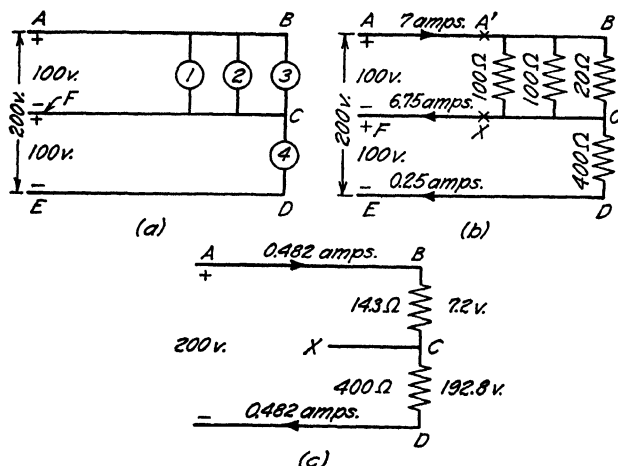 A B
+
200v.
100v.
1 2 3
- F
+ C
100v.
4
-
E D
(a)
A 7 amps. A' B
+
200v.
100v.
100Ω 100Ω 20Ω
- 6.75 amps. C
+ F X
100v.
400Ω
- 0.25 amps.
E D
(b)
A 0.482 amps. B
+
14.3Ω 7.2v.
200v. X C
400Ω 192.8v.
- 0.482 amps. D
(c)